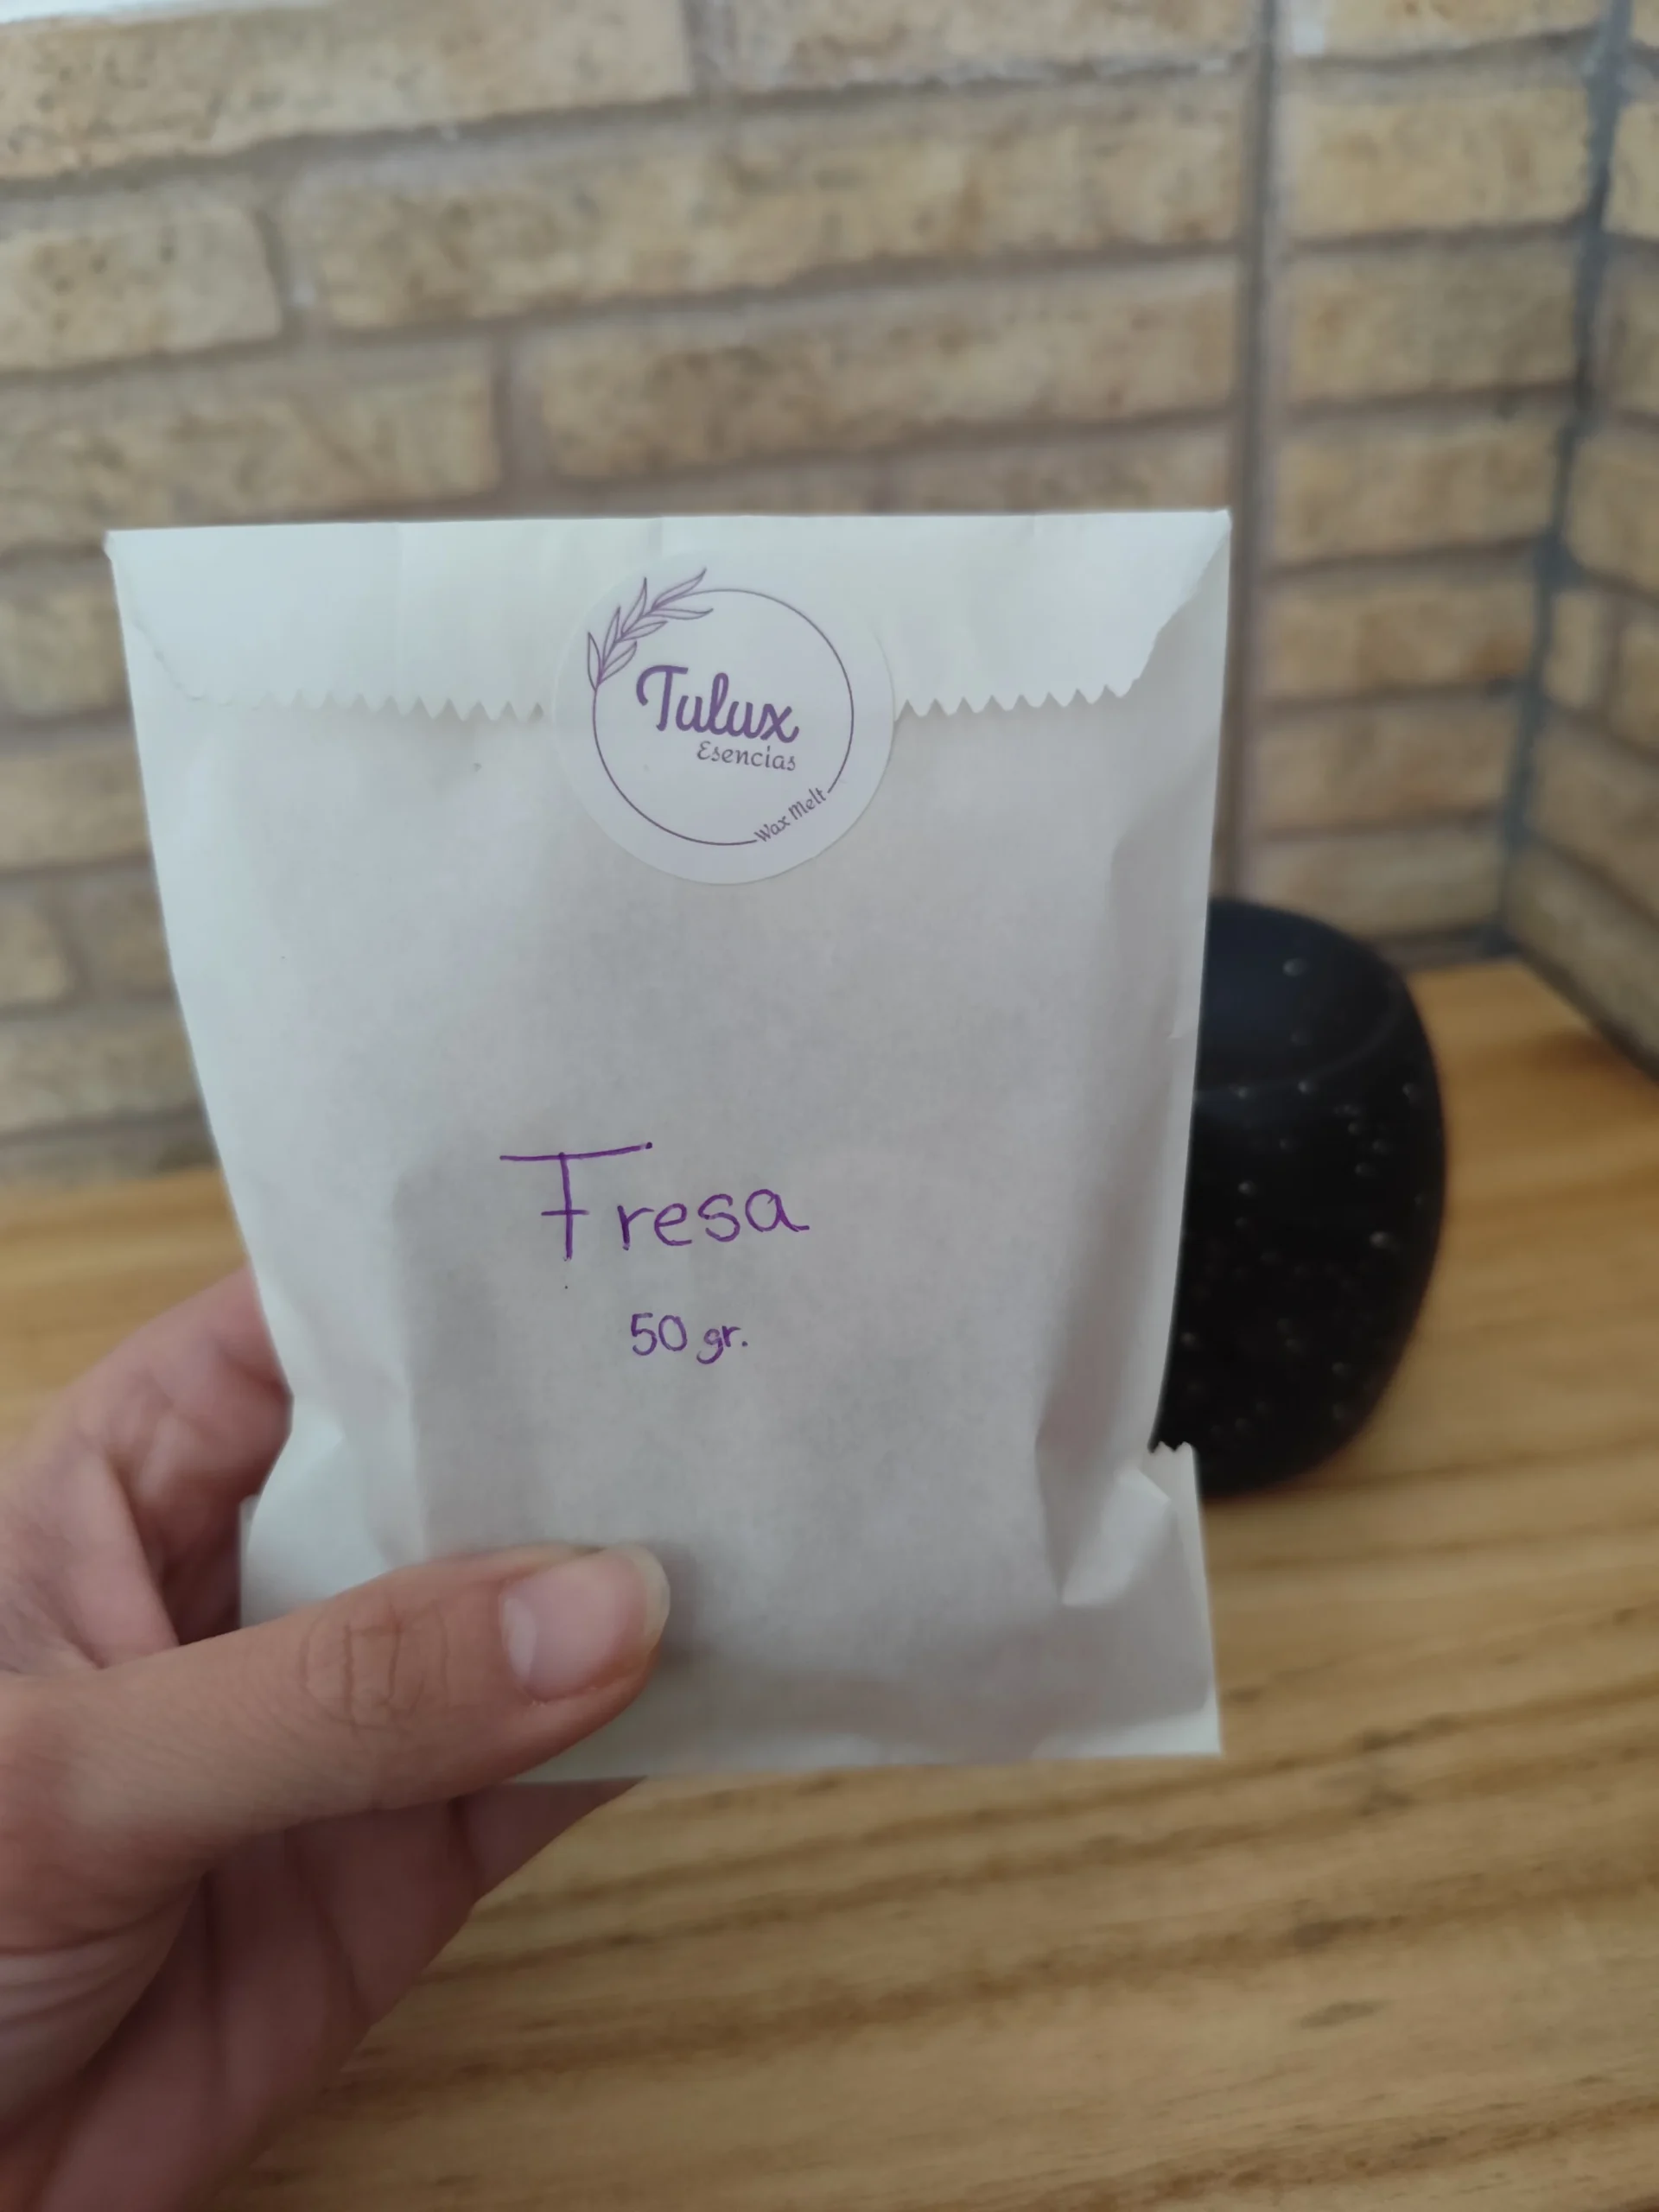 Tulux
Esencias
Wax Melt
Fresa
50 gr.